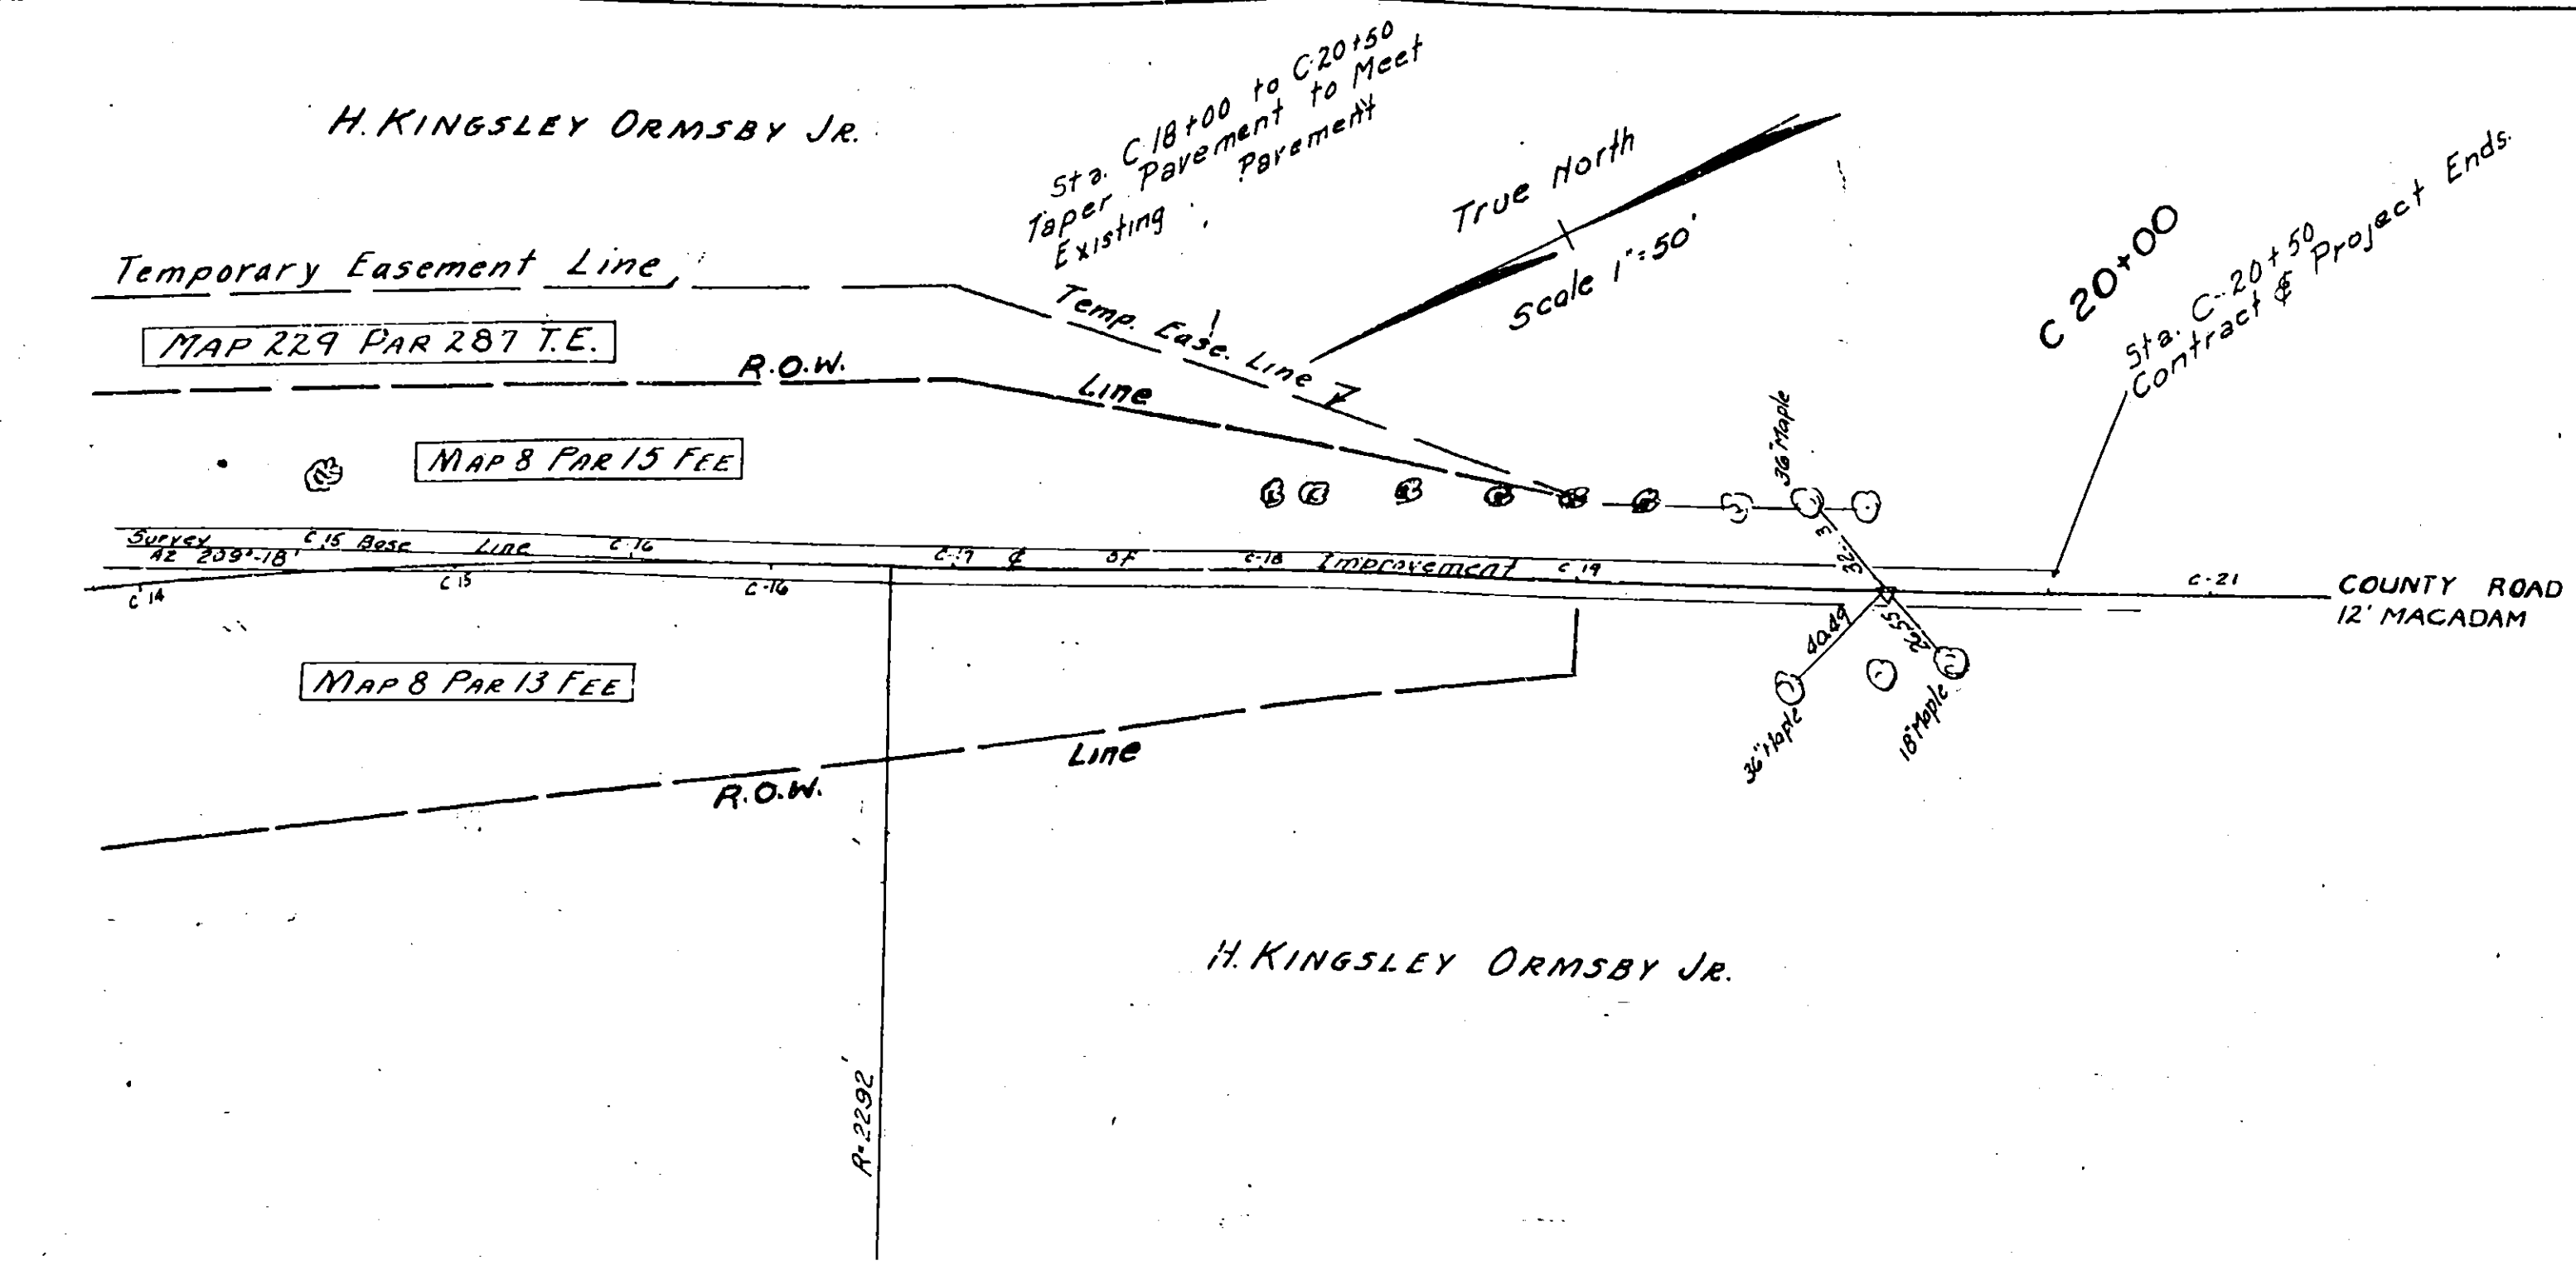 H. KINGSLEY ORMSBY JR.
Sta. C 18+00 to C-20+50
Taper Pavement to Meet
Existing Pavement
True North
Scale 1"=50'
C 20+00
Sta. C-20+50
Contract & Project Ends.
Temporary Easement Line
MAP 229 PAR 287 T.E.
R.O.W.
Line
Temp. Ease. Line
MAP 8 PAR 15 FEE
36" Maple
Survey Base Line
AZ 209°-18'
C 15
C-16
C-17
℄ of Improvement
C-18
C 19
C-21
C 14
C 15
C-16
COUNTY ROAD
12' MACADAM
40.49
26.55
36" Maple
18" Maple
MAP 8 PAR 13 FEE
R.O.W.
Line
H. KINGSLEY ORMSBY JR.
R=2292'